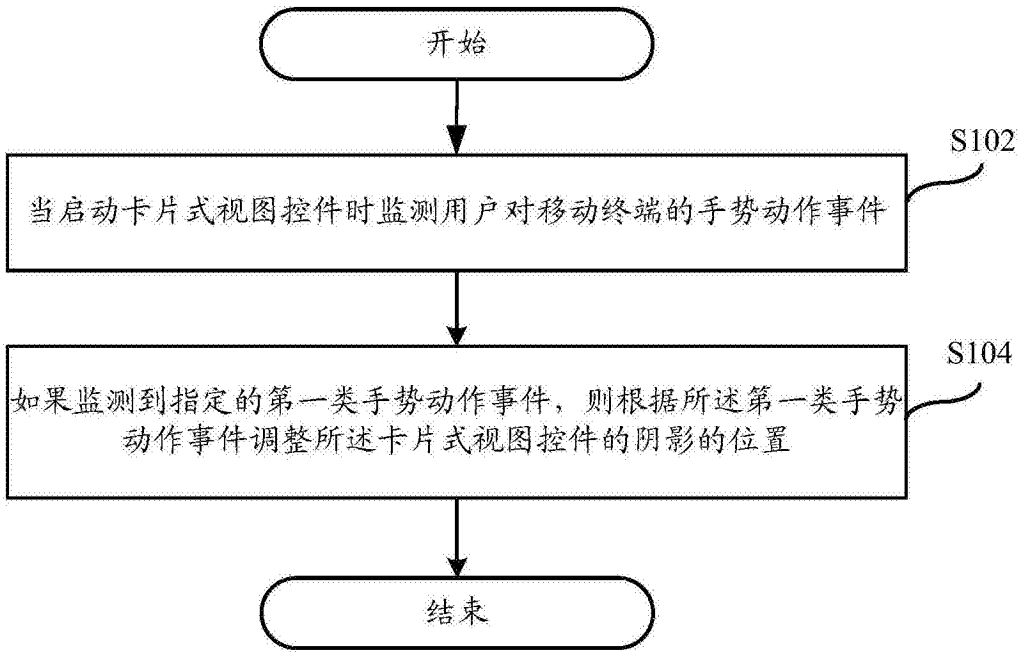 开始
S102
当启动卡片式视图控件时监测用户对移动终端的手势动作事件
S104
如果监测到指定的第一类手势动作事件，则根据所述第一类手势
动作事件调整所述卡片式视图控件的阴影的位置
结束